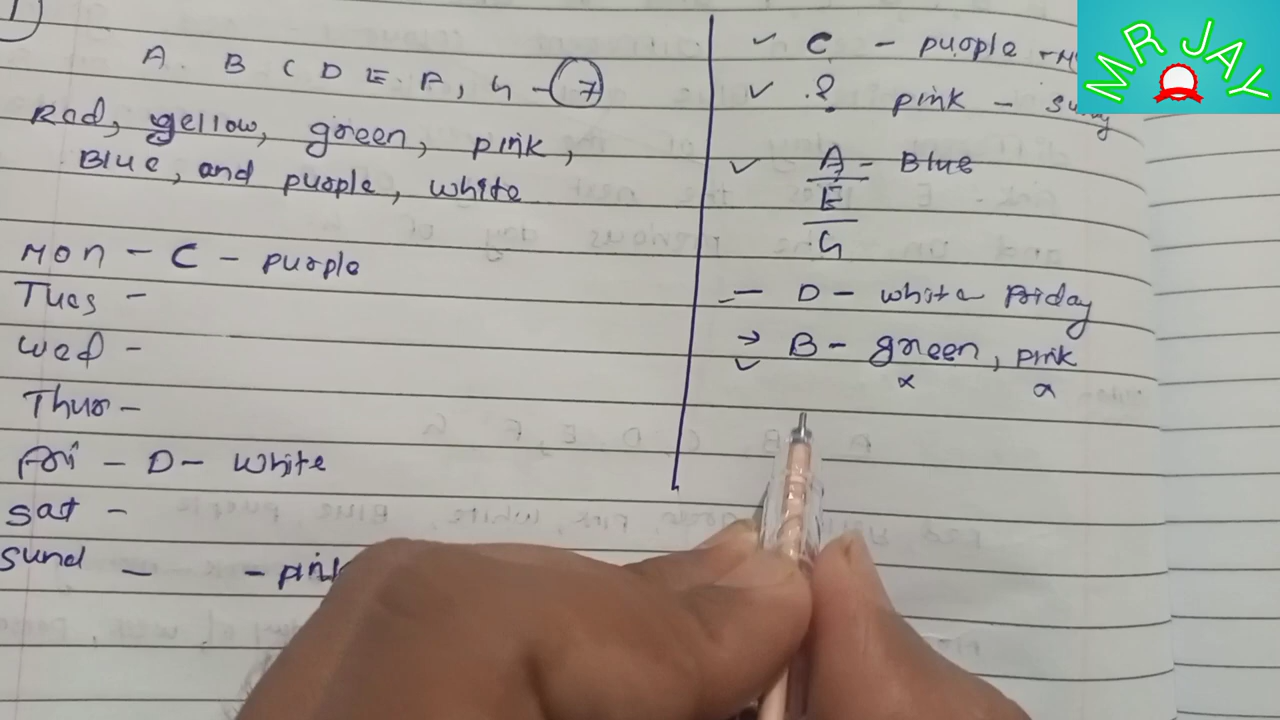 1
A. B C D E. F, G - 7
Red, yellow, green, pink,
Blue, and purple, white
Mon - C - purple
Tues -
wed -
Thur -
Fri - D - white
sat -
Sund - - pink
✓ C - purple -
✓ ? pink -
✓ A - Blue
E
G
- D - white Friday
→ B - green, pink
✓ x x
MR JAY